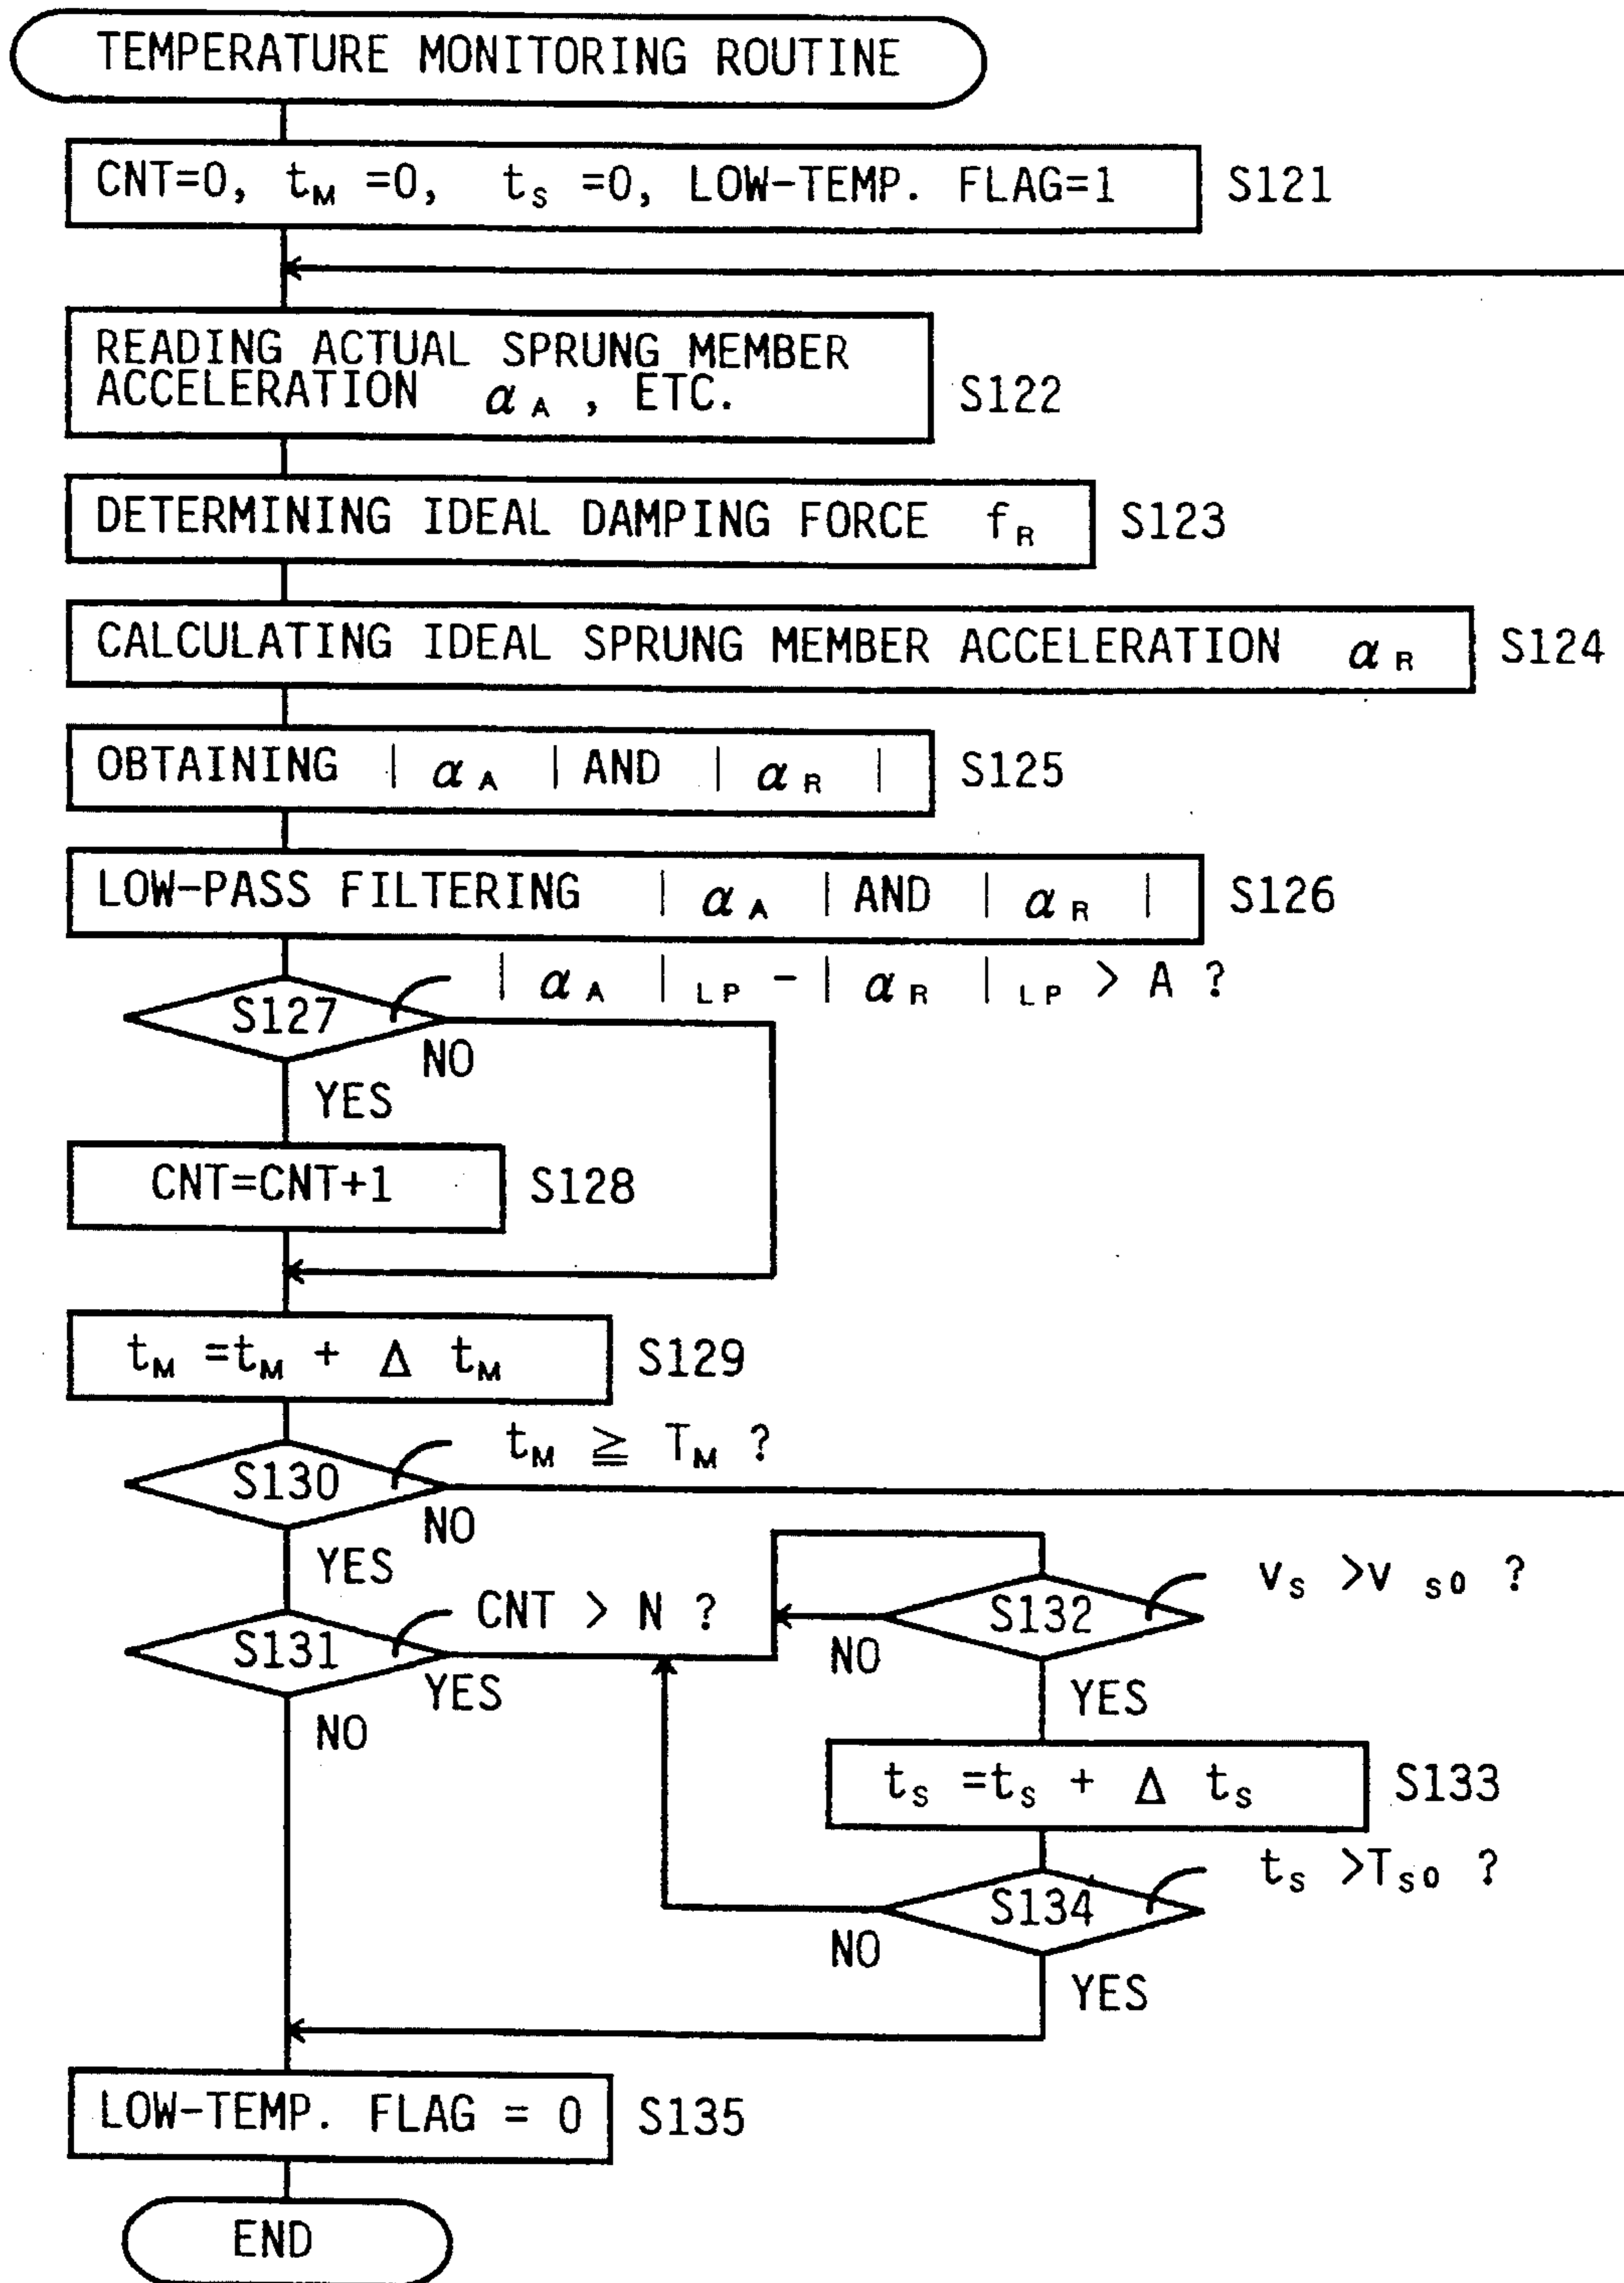 TEMPERATURE MONITORING ROUTINE
CNT=0, tM =0, tS =0, LOW-TEMP. FLAG=1 S121
READING ACTUAL SPRUNG MEMBER
ACCELERATION αA , ETC. S122
DETERMINING IDEAL DAMPING FORCE fR S123
CALCULATING IDEAL SPRUNG MEMBER ACCELERATION αR S124
OBTAINING | αA | AND | αR | S125
LOW-PASS FILTERING | αA | AND | αR | S126
| αA |LP - | αR |LP > A ?
S127
NO
YES
CNT=CNT+1 S128
tM =tM + Δ tM S129
tM ≧ TM ?
S130
NO
YES
CNT > N ?
S131
YES
NO
vS >v S0 ?
S132
NO
YES
tS =tS + Δ tS S133
tS >TS0 ?
S134
NO
YES
LOW-TEMP. FLAG = 0 S135
END